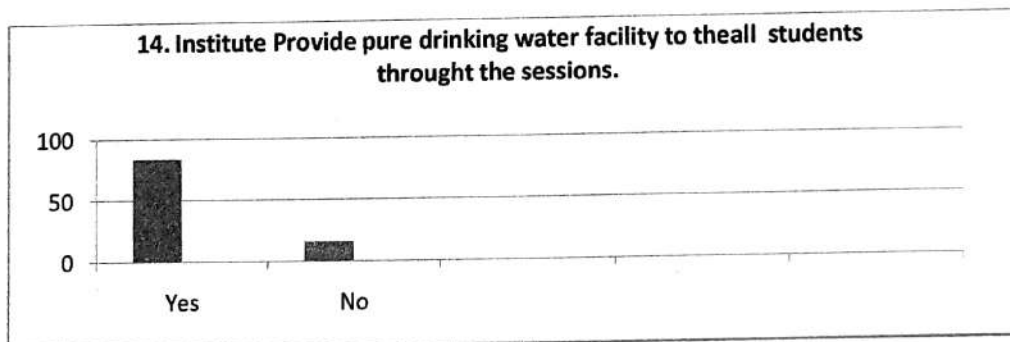 14. Institute Provide pure drinking water facility to theall students
throught the sessions.
100
50
0
Yes No